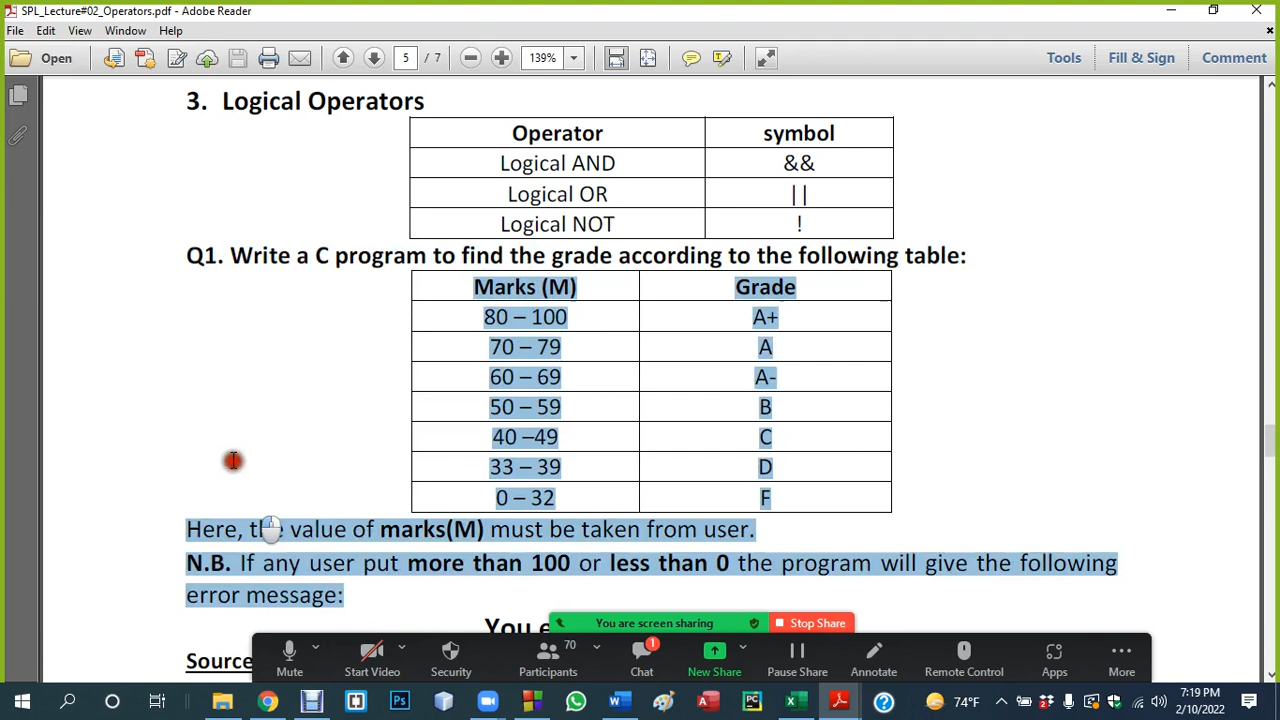 SPL_Lecture#02_Operators.pdf - Adobe Reader
File Edit View Window Help
Open 5 / 7 139% Tools Fill & Sign Comment
3. Logical Operators
Operator symbol
Logical AND &&
Logical OR ||
Logical NOT !
Q1. Write a C program to find the grade according to the following table:
Marks (M) Grade
80 – 100 A+
70 – 79 A
60 – 69 A-
50 – 59 B
40 –49 C
33 – 39 D
0 – 32 F
Here, the value of marks(M) must be taken from user.
N.B. If any user put more than 100 or less than 0 the program will give the following
error message:
You e
You are screen sharing Stop Share
Source
70 1
Mute Start Video Security Participants Chat New Share Pause Share Annotate Remote Control Apps More
74°F 7:19 PM
2/10/2022